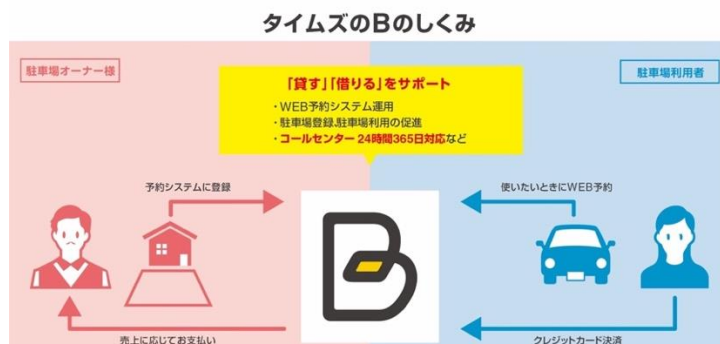 タイムズのBのしくみ
駐車場オーナー様
駐車場利用者
「貸す」「借りる」をサポート
・WEB予約システム運用
・駐車場登録、駐車場利用の促進
・コールセンター 24時間365日対応など
予約システムに登録
使いたいときにWEB予約
B
売上に応じてお支払い
クレジットカード決済